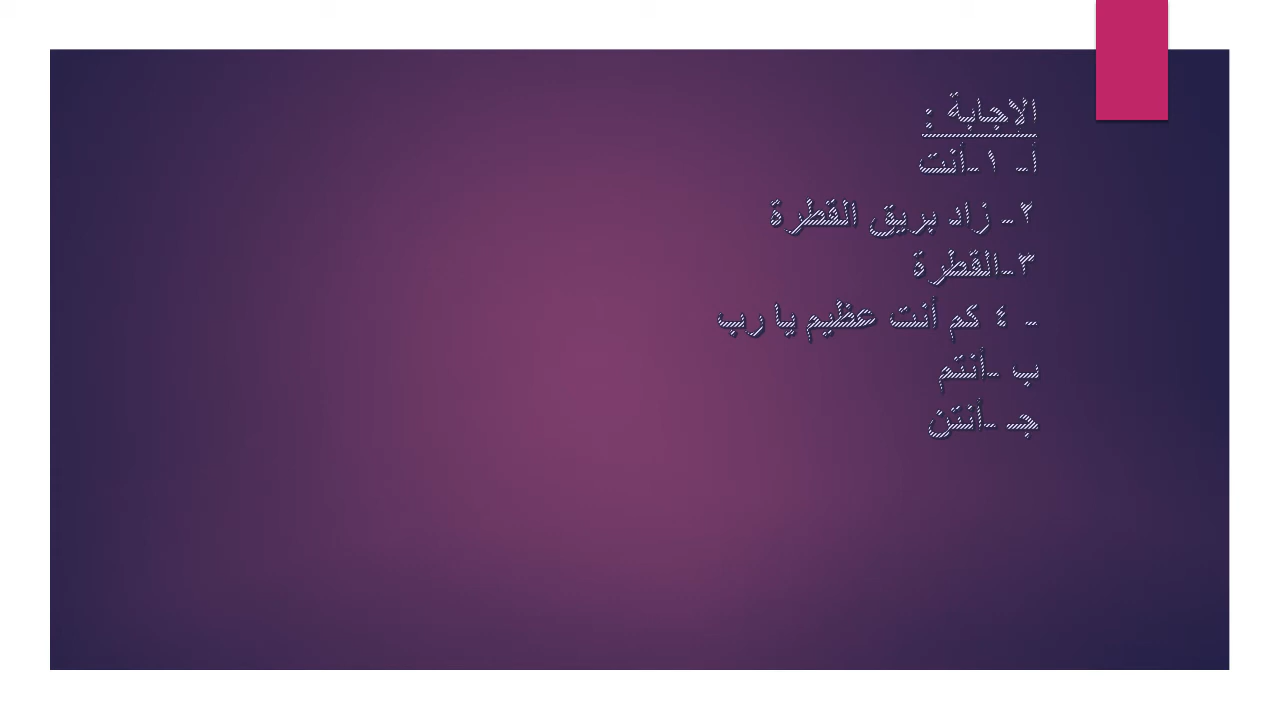 الإجابة :
أ- ١-أنت
٢- زاد بريق القطرة
٣-القطرة
- ٤ كم أنت عظيم يا رب
ب -أنتم
جـ -أنتن